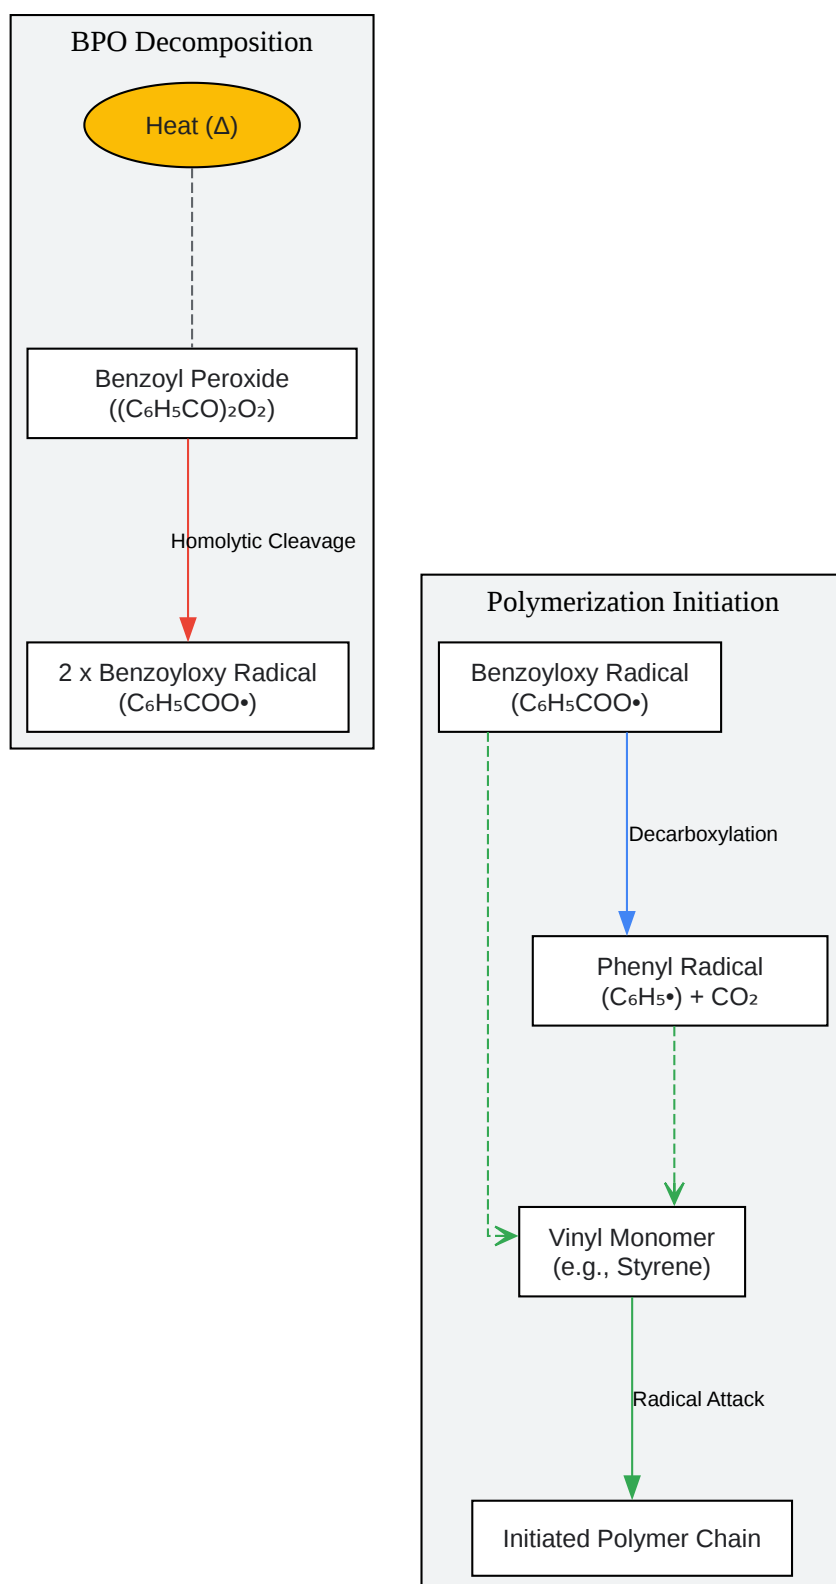 BPO Decomposition
Heat (Δ)
Benzoyl Peroxide
((C₆H₅CO)₂O₂)
Homolytic Cleavage
2 x Benzoyloxy Radical
(C₆H₅COO•)
Polymerization Initiation
Benzoyloxy Radical
(C₆H₅COO•)
Decarboxylation
Phenyl Radical
(C₆H₅•) + CO₂
Vinyl Monomer
(e.g., Styrene)
Radical Attack
Initiated Polymer Chain